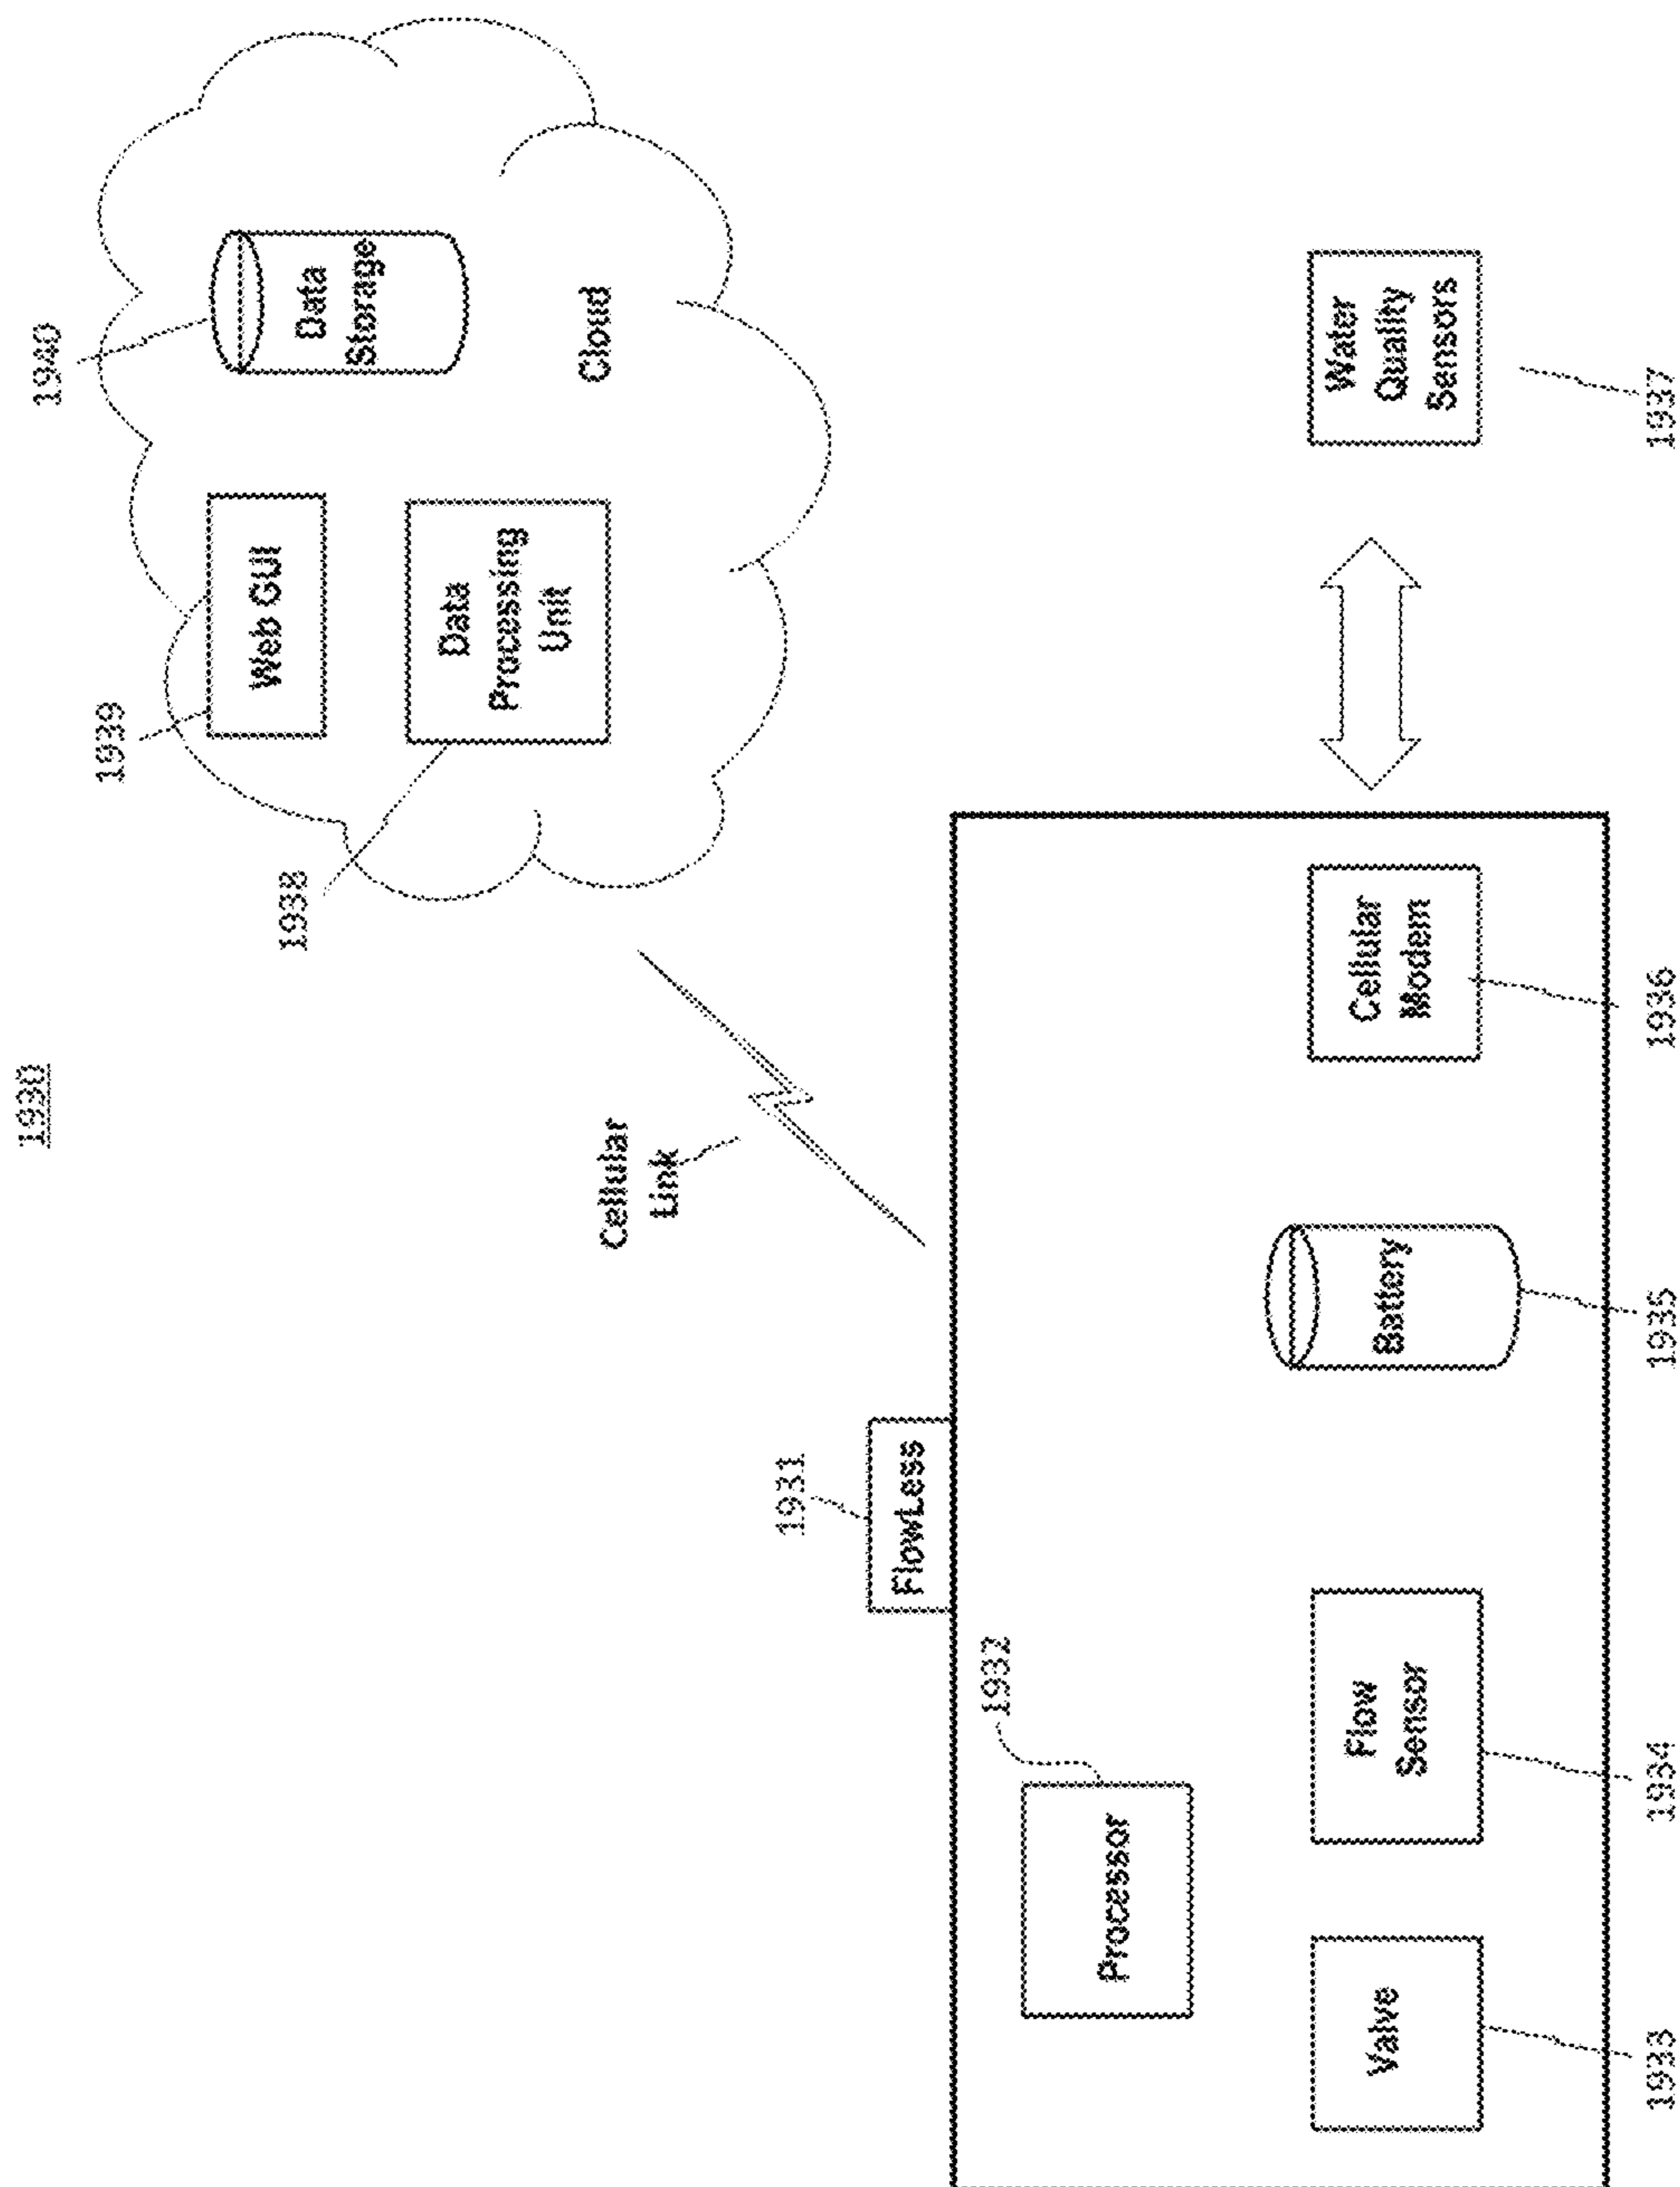 1930
1940
1939
Web GUI
Data
Storage
Data
Processing
Unit
Cloud
1938
Cellular
Link
1931
FlowLess
1932
Processor
Valve
Flow
Sensor
Battery
Cellular
Modem
Water
Quality
Sensors
1933
1934
1935
1936
1937